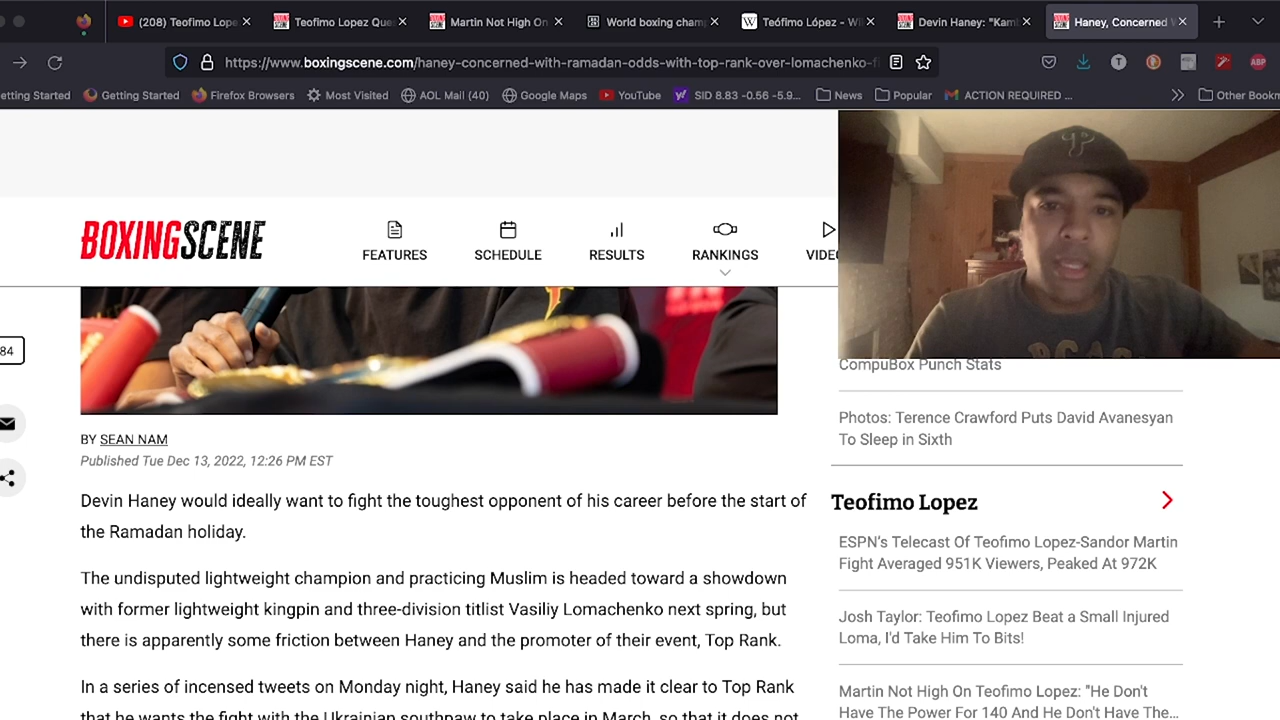 (208) Teofimo Lope
Teofimo Lopez Que
Martin Not High On
World boxing cham
Teófimo López - Wi
Devin Haney: "Kam
Haney, Concerned W
https://www.boxingscene.com/haney-concerned-with-ramadan-odds-with-top-rank-over-lomachenko-fi
ABP
etting Started
Getting Started
Firefox Browsers
Most Visited
AOL Mail (40)
Google Maps
YouTube
SID 8.83 -0.56 -5.9...
News
Popular
ACTION REQUIRED ...
Other Bookm
BOXINGSCENE
FEATURES
SCHEDULE
RESULTS
RANKINGS
VIDEO
84
BY SEAN NAM
Published Tue Dec 13, 2022, 12:26 PM EST
Devin Haney would ideally want to fight the toughest opponent of his career before the start of
the Ramadan holiday.
The undisputed lightweight champion and practicing Muslim is headed toward a showdown
with former lightweight kingpin and three-division titlist Vasiliy Lomachenko next spring, but
there is apparently some friction between Haney and the promoter of their event, Top Rank.
In a series of incensed tweets on Monday night, Haney said he has made it clear to Top Rank
that he wants the fight with the Ukrainian southpaw to take place in March, so that it does not
CompuBox Punch Stats
Photos: Terence Crawford Puts David Avanesyan
To Sleep in Sixth
Teofimo Lopez
ESPN's Telecast Of Teofimo Lopez-Sandor Martin
Fight Averaged 951K Viewers, Peaked At 972K
Josh Taylor: Teofimo Lopez Beat a Small Injured
Loma, I'd Take Him To Bits!
Martin Not High On Teofimo Lopez: "He Don't
Have The Power For 140 And He Don't Have The...